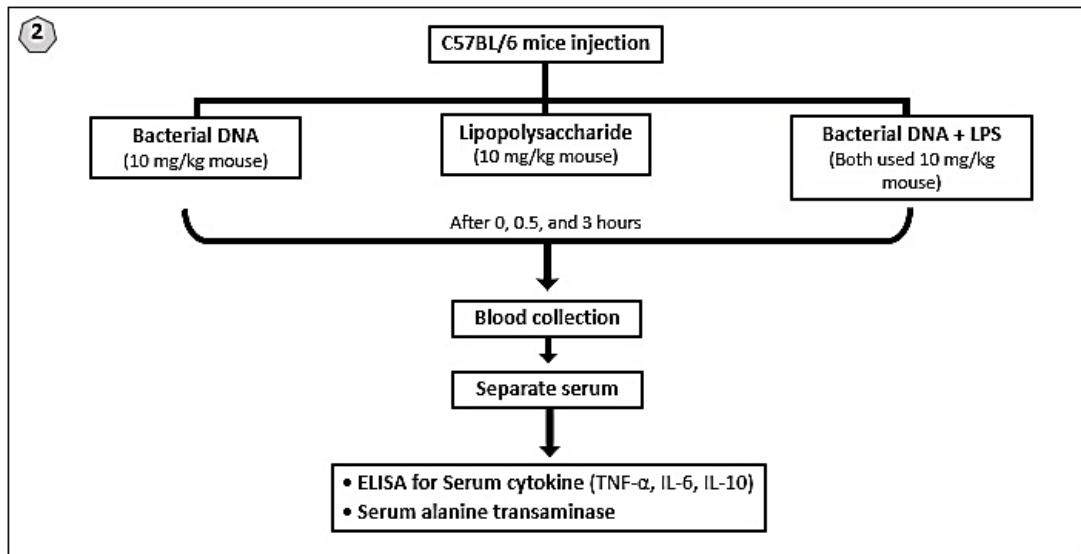 2
C57BL/6 mice injection
Bacterial DNA
(10 mg/kg mouse)
Lipopolysaccharide
(10 mg/kg mouse)
Bacterial DNA + LPS
(Both used 10 mg/kg
mouse)
After 0, 0.5, and 3 hours
Blood collection
Separate serum
• ELISA for Serum cytokine (TNF-α, IL-6, IL-10)
• Serum alanine transaminase